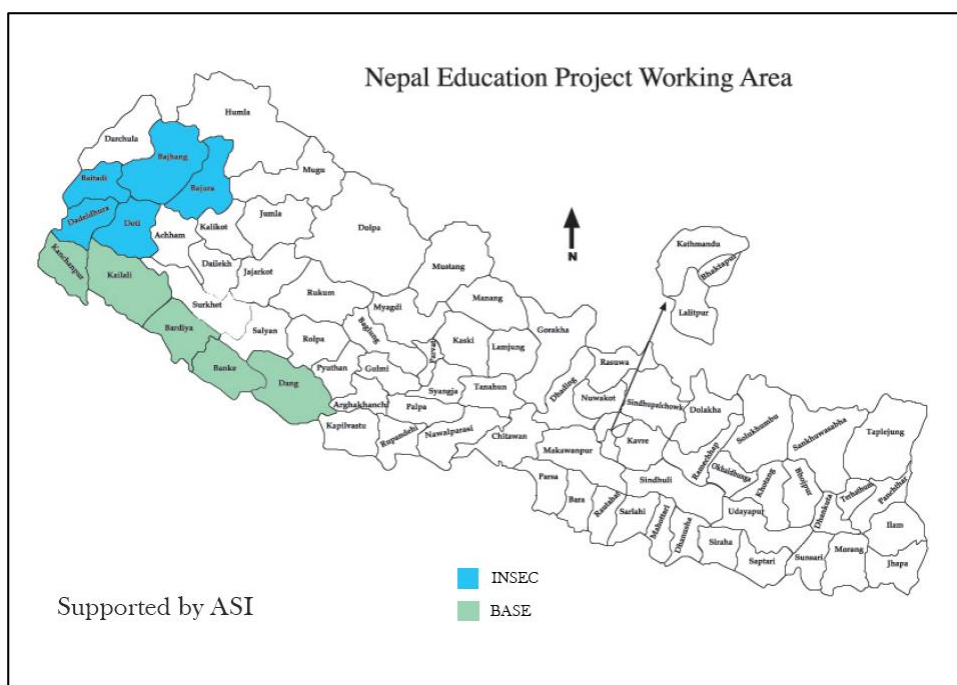 Nepal Education Project Working Area
Humla
Darchula
Bajhang
Baitadi
Bajura
Mugu
Dadeldhura
Doti
Achham
Kalikot
Jumla
Dolpa
Kanchanpur
Kailali
Dailekh
Jajarkot
Mustang
N
Kathmandu
Bhaktapur
Lalitpur
Surkhet
Rukum
Myagdi
Manang
Bardiya
Salyan
Rolpa
Baglung
Parvat
Kaski
Lamjung
Gorakha
Banke
Dang
Pyuthan
Gulmi
Syangja
Tanahun
Dhading
Rasuwa
Nuwakot
Sindhupalchowk
Dolakha
Arghakhanchi
Palpa
Kapilvastu
Rupandehi
Nawalparasi
Chitawan
Makawanpur
Kavre
Ramechhap
Solukhumbu
Sankhuwasabha
Taplejung
Okhaldhunga
Khotang
Bhojpur
Terhathum
Panchthar
Dhankuta
Parsa
Bara
Rautahat
Sarlahi
Sindhuli
Mahottari
Dhanusha
Udayapur
Siraha
Saptari
Sunsari
Morang
Ilam
Jhapa
INSEC
Supported by ASI
BASE